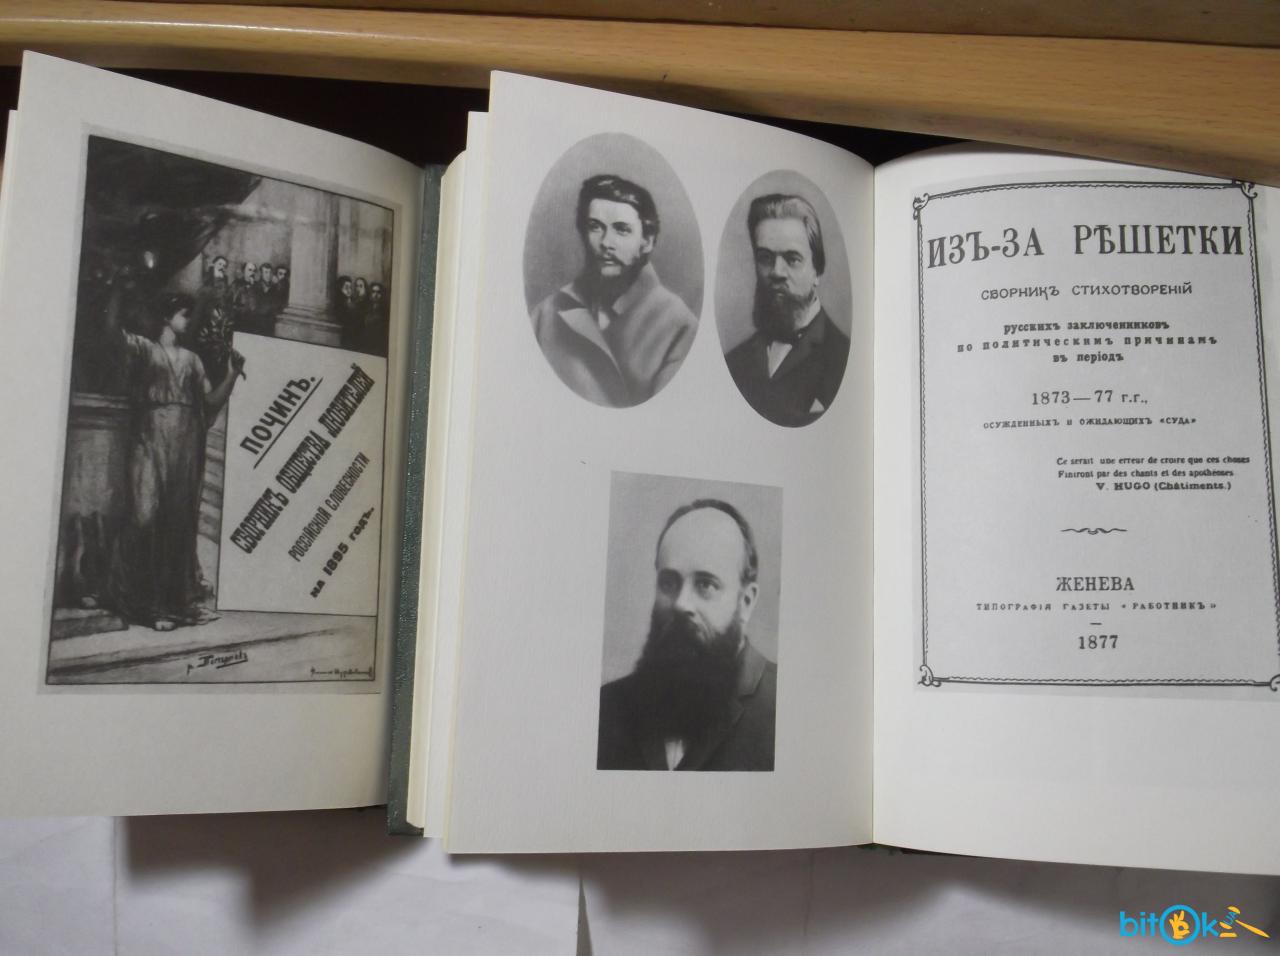 ПОЧИНЪ.
СБОРНИКЪ ОБЩЕСТВА ЛЮБИТЕЛЕЙ
РОССІЙСКОЙ СЛОВЕСНОСТИ
НА 1895 годъ.
ИЗЪ-ЗА РѢШЕТКИ
СБОРНИКЪ СТИХОТВОРЕНІЙ
русскихъ заключенниковъ
по политическимъ причинамъ
въ періодъ
1873—77 г.г.,
осужденныхъ и ожидающихъ «суда»
Ce serait une erreur de croire que ces choses
Finiront par des chants et des apothéoses
V. HUGO (Châtiments.)
ЖЕНЕВА
ТИПОГРАФІЯ ГАЗЕТЫ «РАБОТНИКЪ»
1877
bitOk